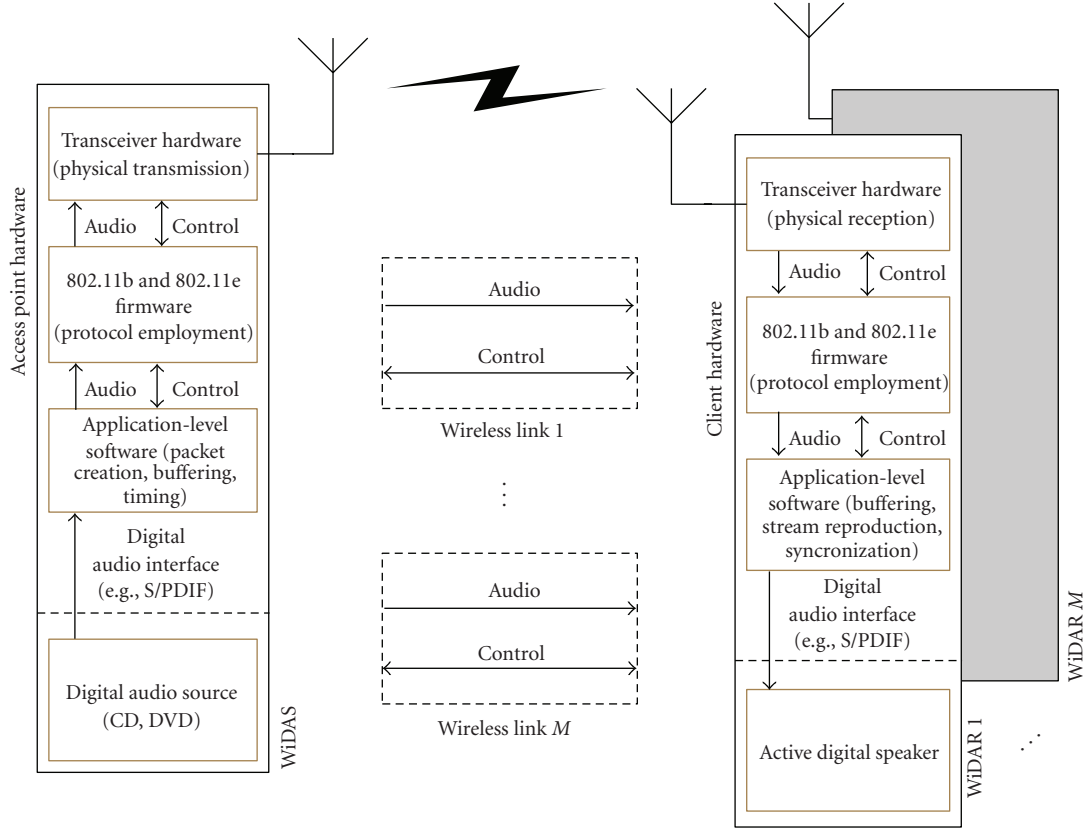 Access point hardware
Transceiver hardware
(physical transmission)
Audio
Control
802.11b and 802.11e
firmware
(protocol employment)
Audio
Control
Application-level
software (packet
creation, buffering,
timing)
Digital
audio interface
(e.g., S/PDIF)
Digital audio source
(CD, DVD)
WiDAS
Audio
Control
Wireless link 1
⋮
Audio
Control
Wireless link M
Client hardware
Transceiver hardware
(physical reception)
Audio
Control
802.11b and 802.11e
firmware
(protocol employment)
Audio
Control
Application-level
software (buffering,
stream reproduction,
syncronization)
Digital
audio interface
(e.g., S/PDIF)
Active digital speaker
WiDAR 1
⋰
WiDAR M